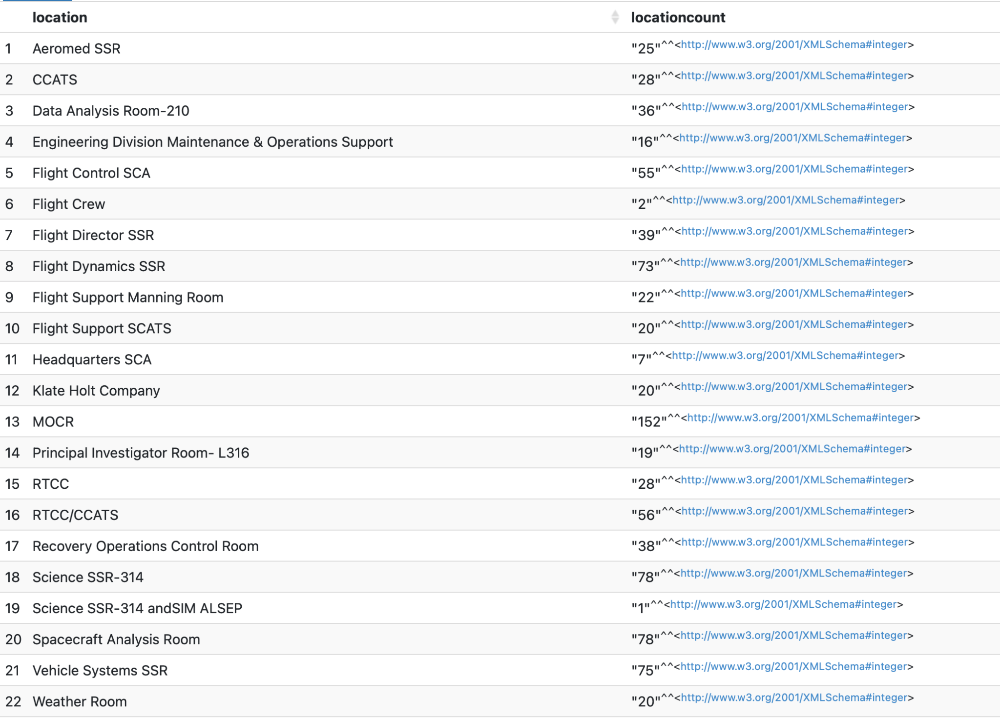 location locationcount
1 Aeromed SSR "25"^^<http://www.w3.org/2001/XMLSchema#integer>
2 CCATS "28"^^<http://www.w3.org/2001/XMLSchema#integer>
3 Data Analysis Room-210 "36"^^<http://www.w3.org/2001/XMLSchema#integer>
4 Engineering Division Maintenance & Operations Support "16"^^<http://www.w3.org/2001/XMLSchema#integer>
5 Flight Control SCA "55"^^<http://www.w3.org/2001/XMLSchema#integer>
6 Flight Crew "2"^^<http://www.w3.org/2001/XMLSchema#integer>
7 Flight Director SSR "39"^^<http://www.w3.org/2001/XMLSchema#integer>
8 Flight Dynamics SSR "73"^^<http://www.w3.org/2001/XMLSchema#integer>
9 Flight Support Manning Room "22"^^<http://www.w3.org/2001/XMLSchema#integer>
10 Flight Support SCATS "20"^^<http://www.w3.org/2001/XMLSchema#integer>
11 Headquarters SCA "7"^^<http://www.w3.org/2001/XMLSchema#integer>
12 Klate Holt Company "20"^^<http://www.w3.org/2001/XMLSchema#integer>
13 MOCR "152"^^<http://www.w3.org/2001/XMLSchema#integer>
14 Principal Investigator Room- L316 "19"^^<http://www.w3.org/2001/XMLSchema#integer>
15 RTCC "28"^^<http://www.w3.org/2001/XMLSchema#integer>
16 RTCC/CCATS "56"^^<http://www.w3.org/2001/XMLSchema#integer>
17 Recovery Operations Control Room "38"^^<http://www.w3.org/2001/XMLSchema#integer>
18 Science SSR-314 "78"^^<http://www.w3.org/2001/XMLSchema#integer>
19 Science SSR-314 andSIM ALSEP "1"^^<http://www.w3.org/2001/XMLSchema#integer>
20 Spacecraft Analysis Room "78"^^<http://www.w3.org/2001/XMLSchema#integer>
21 Vehicle Systems SSR "75"^^<http://www.w3.org/2001/XMLSchema#integer>
22 Weather Room "20"^^<http://www.w3.org/2001/XMLSchema#integer>